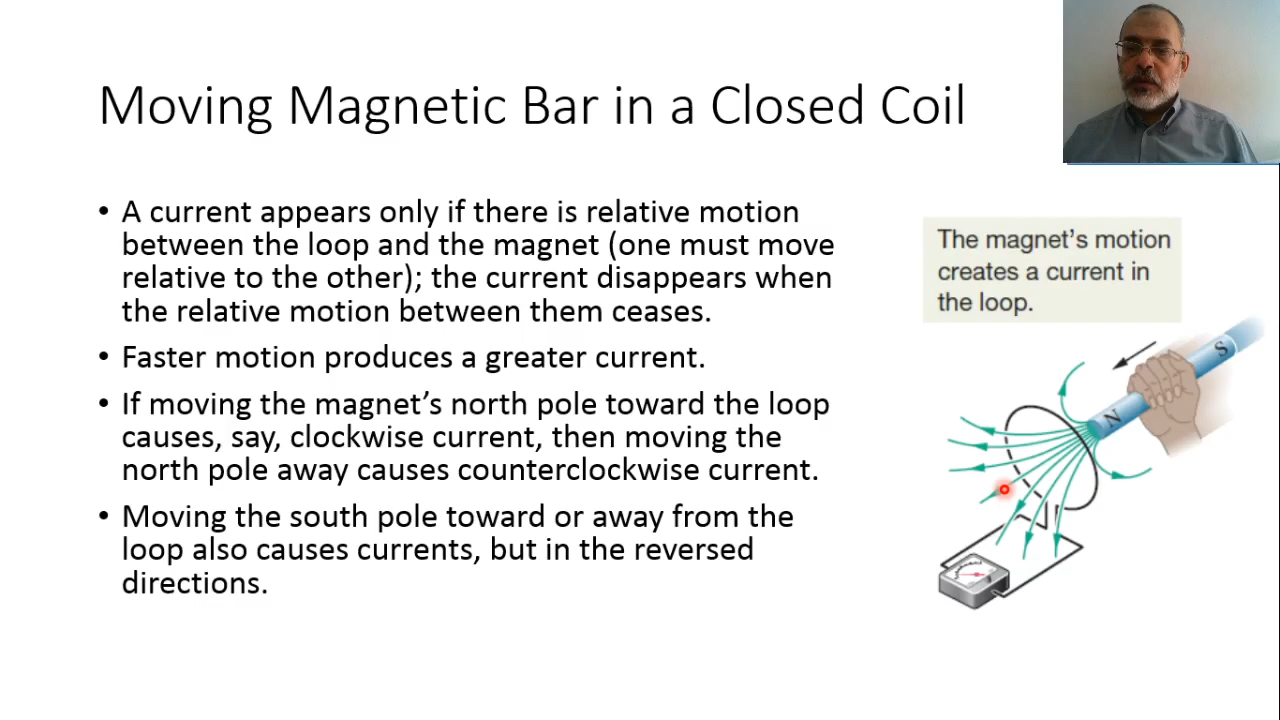 Moving Magnetic Bar in a Closed Coil
• A current appears only if there is relative motion
between the loop and the magnet (one must move
relative to the other); the current disappears when
the relative motion between them ceases.
• Faster motion produces a greater current.
• If moving the magnet’s north pole toward the loop
causes, say, clockwise current, then moving the
north pole away causes counterclockwise current.
• Moving the south pole toward or away from the
loop also causes currents, but in the reversed
directions.
The magnet’s motion
creates a current in
the loop.
S
N